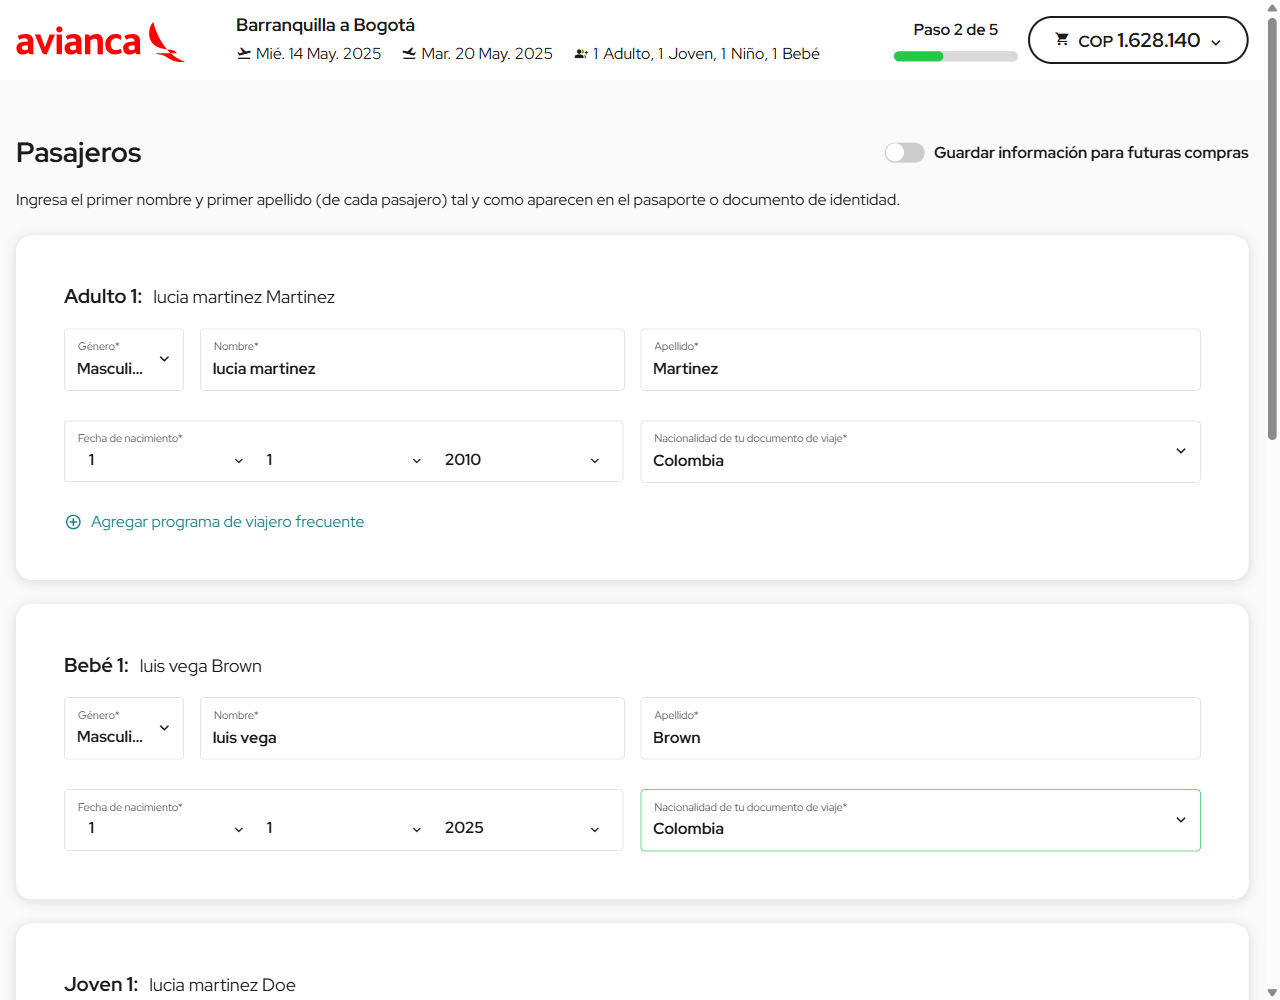 avianca
Barranquilla a Bogotá
Mié. 14 May. 2025
Mar. 20 May. 2025
1 Adulto, 1 Joven, 1 Niño, 1 Bebé
Paso 2 de 5
COP 1.628.140
Pasajeros
Guardar información para futuras compras
Ingresa el primer nombre y primer apellido (de cada pasajero) tal y como aparecen en el pasaporte o documento de identidad.
Adulto 1: lucia martinez Martinez
Género*
Masculi...
Nombre*
lucia martinez
Apellido*
Martinez
Fecha de nacimiento*
1 1 2010
Nacionalidad de tu documento de viaje*
Colombia
Agregar programa de viajero frecuente
Bebé 1: luis vega Brown
Género*
Masculi...
Nombre*
luis vega
Apellido*
Brown
Fecha de nacimiento*
1 1 2025
Nacionalidad de tu documento de viaje*
Colombia
Joven 1: lucia martinez Doe